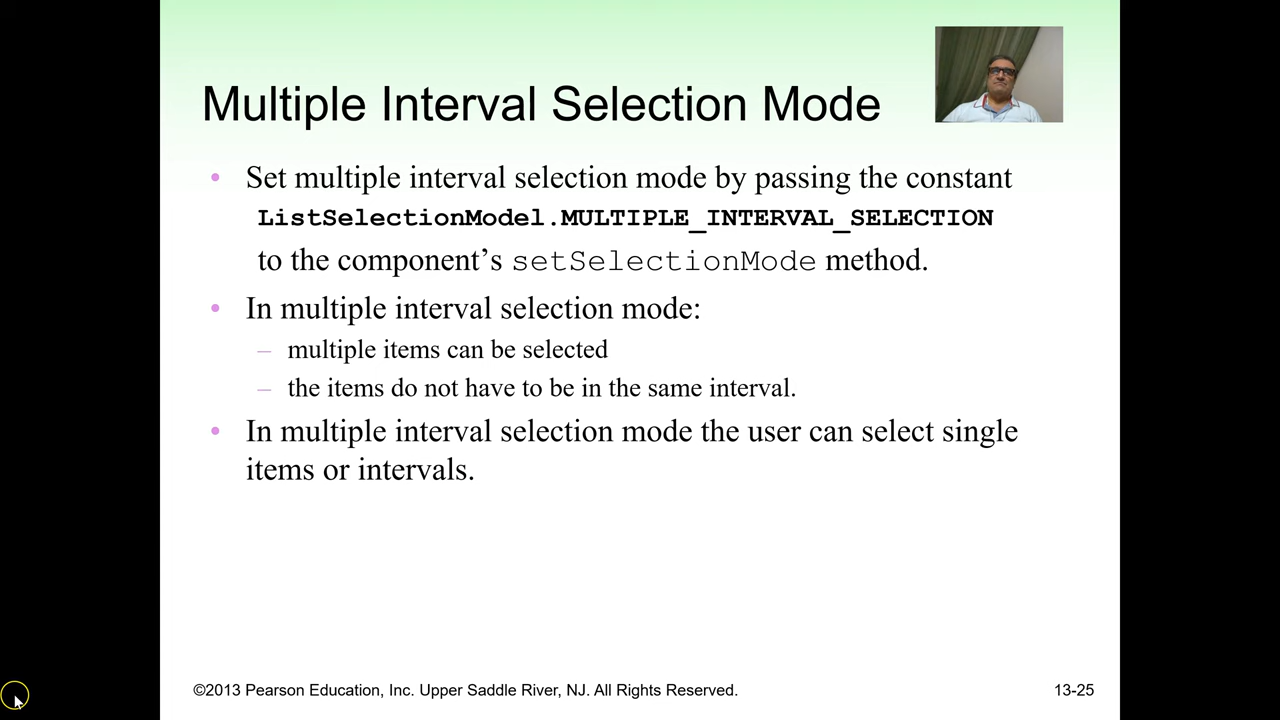 Multiple Interval Selection Mode
• Set multiple interval selection mode by passing the constant
ListSelectionModel.MULTIPLE_INTERVAL_SELECTION
to the component’s setSelectionMode method.
• In multiple interval selection mode:
– multiple items can be selected
– the items do not have to be in the same interval.
• In multiple interval selection mode the user can select single
items or intervals.
©2013 Pearson Education, Inc. Upper Saddle River, NJ. All Rights Reserved.
13-25